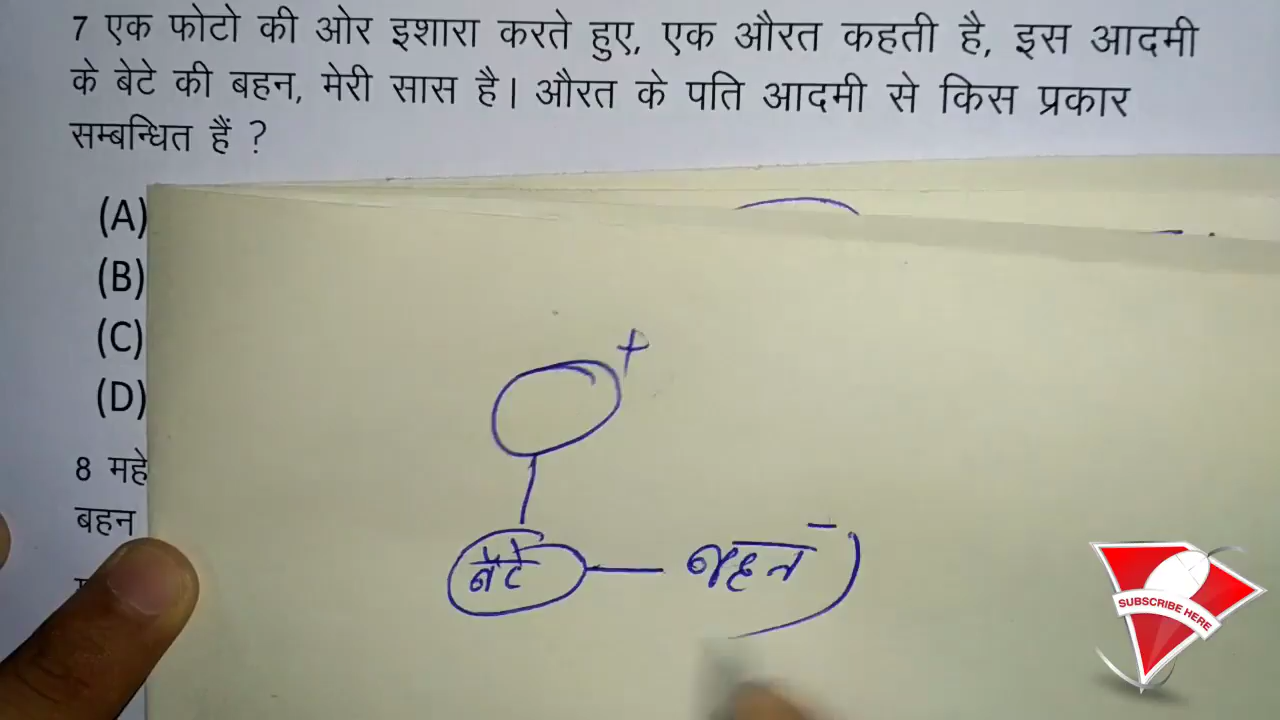 7 एक फोटो की ओर इशारा करते हुए, एक औरत कहती है, इस आदमी
के बेटे की बहन, मेरी सास है। औरत के पति आदमी से किस प्रकार
सम्बन्धित हैं ?
(A)
(B)
(C)
(D)
8 महे
बहन
+
बेटे
बहन -
SUBSCRIBE HERE